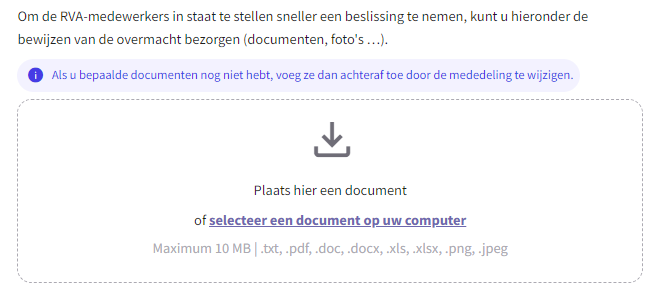 Om de RVA-medewerkers in staat te stellen sneller een beslissing te nemen, kunt u hieronder de
bewijzen van de overmacht bezorgen (documenten, foto's …).
i Als u bepaalde documenten nog niet hebt, voeg ze dan achteraf toe door de mededeling te wijzigen.
Plaats hier een document
of selecteer een document op uw computer
Maximum 10 MB | .txt, .pdf, .doc, .docx, .xls, .xlsx, .png, .jpeg